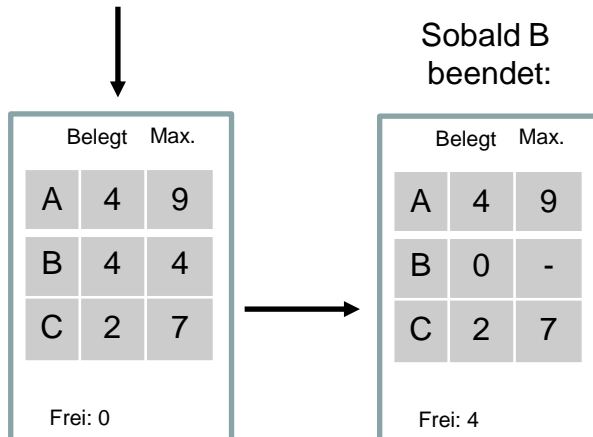 Sobald B
beendet:
Belegt Max.
A 4 9
B 4 4
C 2 7
Frei: 0
Belegt Max.
A 4 9
B 0 -
C 2 7
Frei: 4